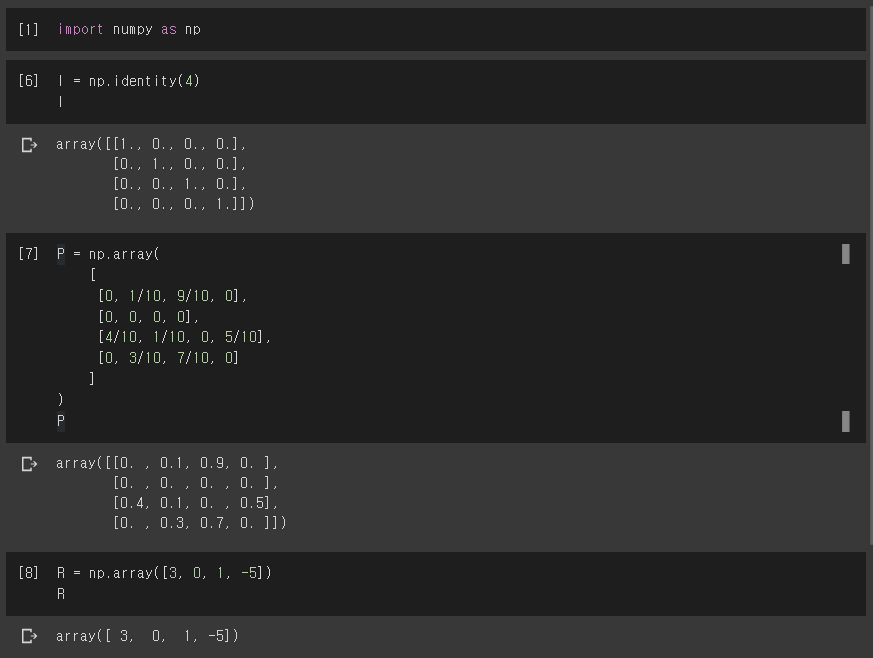 [1] import numpy as np
[6] I = np.identity(4)
I
array([[1., 0., 0., 0.],
[0., 1., 0., 0.],
[0., 0., 1., 0.],
[0., 0., 0., 1.]])
[7] P = np.array(
[
[0, 1/10, 9/10, 0],
[0, 0, 0, 0],
[4/10, 1/10, 0, 5/10],
[0, 3/10, 7/10, 0]
]
)
P
array([[0. , 0.1, 0.9, 0. ],
[0. , 0. , 0. , 0. ],
[0.4, 0.1, 0. , 0.5],
[0. , 0.3, 0.7, 0. ]])
[8] R = np.array([3, 0, 1, -5])
R
array([ 3,  0,  1, -5])